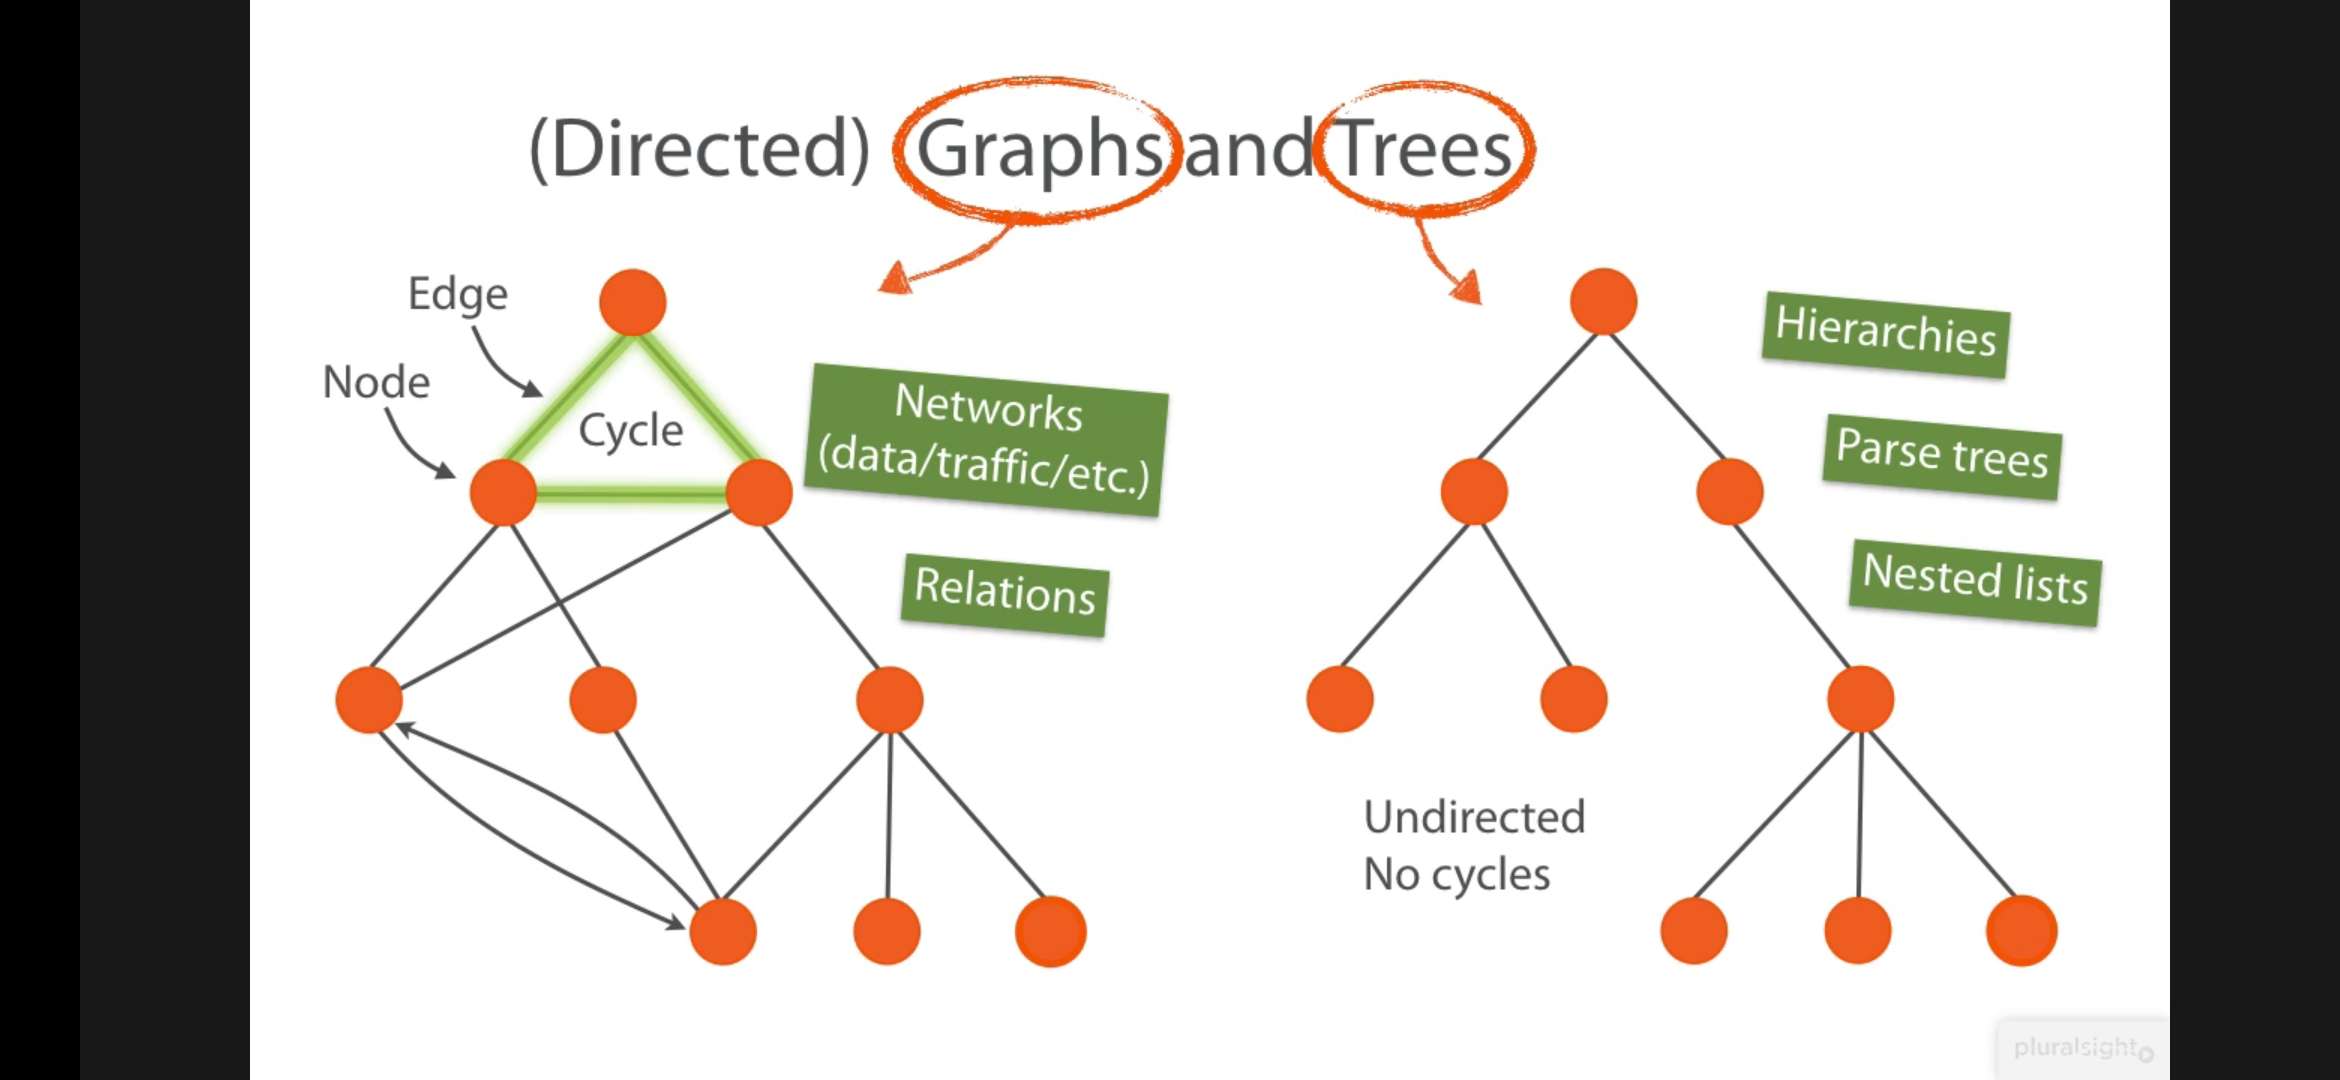 (Directed) Graphs and Trees
Edge
Node
Cycle
Networks
(data/traffic/etc.)
Relations
Hierarchies
Parse trees
Nested lists
Undirected
No cycles
pluralsight